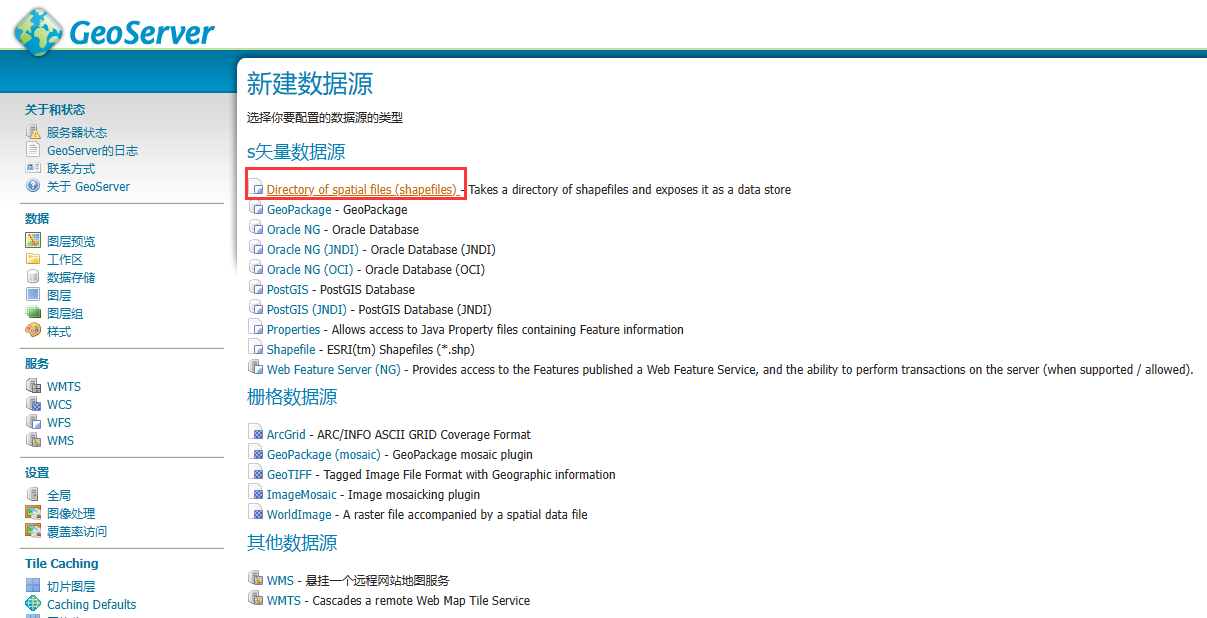 GeoServer
关于和状态
服务器状态
GeoServer的日志
联系方式
关于 GeoServer
数据
图层预览
工作区
数据存储
图层
图层组
样式
服务
WMTS
WCS
WFS
WMS
设置
全局
图像处理
覆盖率访问
Tile Caching
切片图层
Caching Defaults
新建数据源
选择你要配置的数据源的类型
s矢量数据源
Directory of spatial files (shapefiles) - Takes a directory of shapefiles and exposes it as a data store
GeoPackage - GeoPackage
Oracle NG - Oracle Database
Oracle NG (JNDI) - Oracle Database (JNDI)
Oracle NG (OCI) - Oracle Database (OCI)
PostGIS - PostGIS Database
PostGIS (JNDI) - PostGIS Database (JNDI)
Properties - Allows access to Java Property files containing Feature information
Shapefile - ESRI(tm) Shapefiles (*.shp)
Web Feature Server (NG) - Provides access to the Features published a Web Feature Service, and the ability to perform transactions on the server (when supported / allowed).
栅格数据源
ArcGrid - ARC/INFO ASCII GRID Coverage Format
GeoPackage (mosaic) - GeoPackage mosaic plugin
GeoTIFF - Tagged Image File Format with Geographic information
ImageMosaic - Image mosaicking plugin
WorldImage - A raster file accompanied by a spatial data file
其他数据源
WMS - 悬挂一个远程网站地图服务
WMTS - Cascades a remote Web Map Tile Service